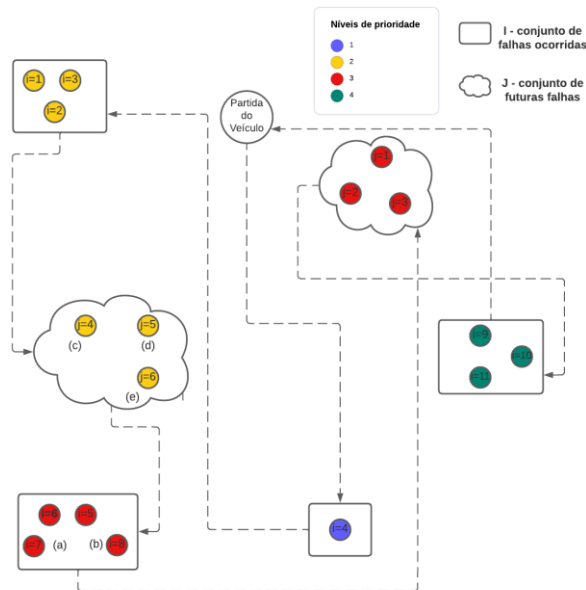 Níveis de prioridade
1
2
3
4
I - conjunto de
falhas ocorridas
J - conjunto de
futuras falhas
Partida
do
Veículo
i=1
i=3
i=2
j=1
j=2
j=3
j=4
j=5
(c)
(d)
j=6
(e)
i=9
i=10
i=11
i=6
i=5
i=7
(a)
(b)
i=8
i=4